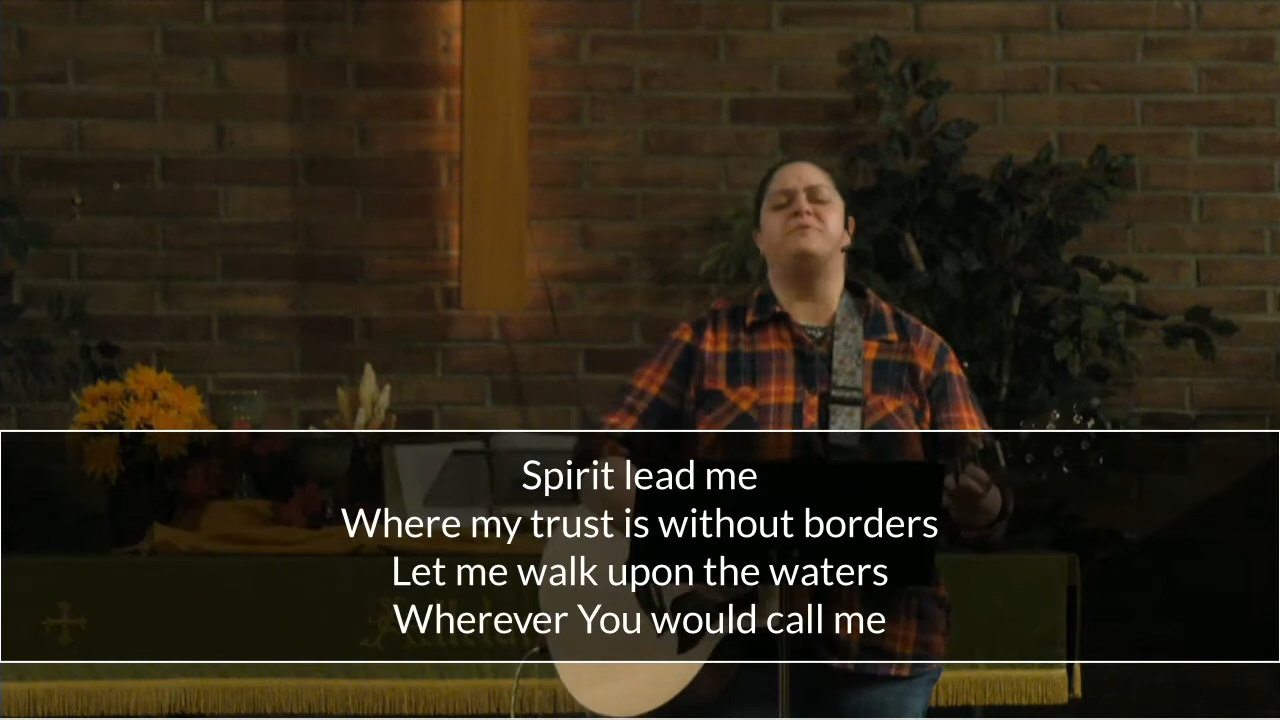 Spirit lead me
Where my trust is without borders
Let me walk upon the waters
Wherever You would call me